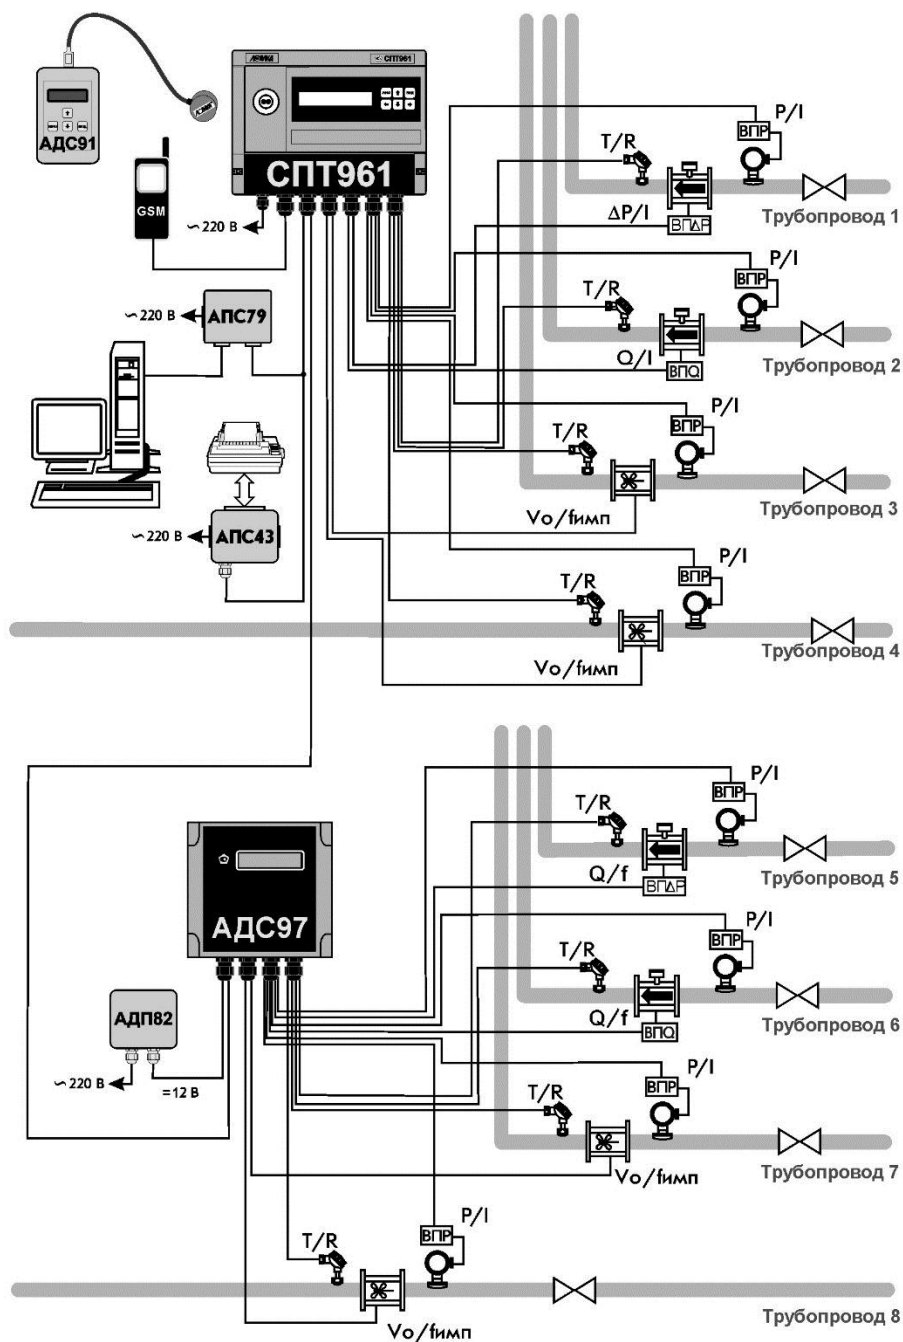 ЛОГИКА СПТ961
АДС91
СПТ961
GSM
~ 220 В
T/R
P/I
ВПР
Трубопровод 1
ΔP/I
ВПΔР
P/I
ВПР
~ 220 В
АПС79
T/R
Q/I
ВПQ
Трубопровод 2
P/I
ВПР
T/R
Vo/fимп
Трубопровод 3
~ 220 В
АПС43
P/I
ВПР
T/R
Vo/fимп
Трубопровод 4
P/I
ВПР
T/R
Q/f
ВПΔР
Трубопровод 5
АДС97
P/I
ВПР
T/R
Q/f
ВПQ
Трубопровод 6
АДП82
~ 220 В
=12 В
P/I
ВПР
T/R
Vo/fимп
Трубопровод 7
P/I
ВПР
T/R
Vo/fимп
Трубопровод 8